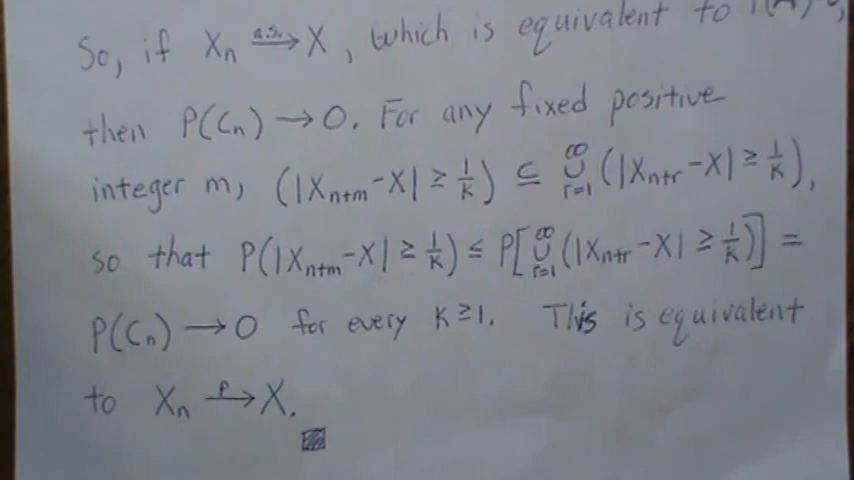 So, if Xₙ —a.s.→ X, which is equivalent to
then P(Cₙ) → 0. For any fixed positive
integer m, (|Xₙ₊ₘ - X| ≥ 1/K) ⊆ ∞∪r=1 (|Xₙ₊ᵣ - X| ≥ 1/K),
so that P(|Xₙ₊ₘ - X| ≥ 1/K) ≤ P[∞∪r=1 (|Xₙ₊ᵣ - X| ≥ 1/K)] =
P(Cₙ) → 0 for every K ≥ 1. This is equivalent
to Xₙ —P→ X.